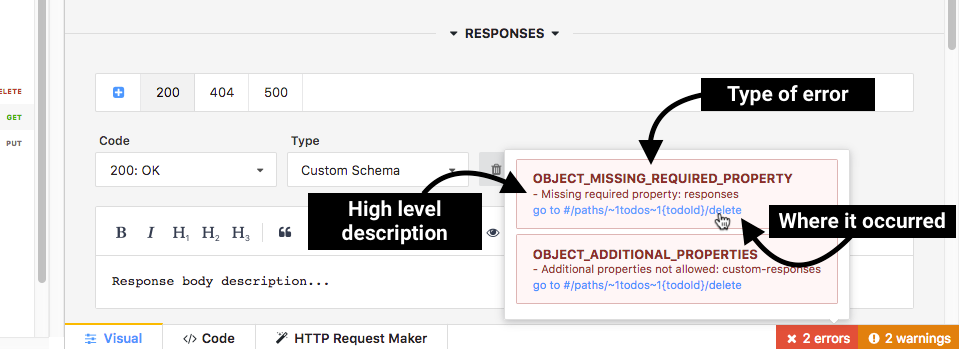 RESPONSES
200 404 500
Type of error
Code Type
200: OK Custom Schema
OBJECT_MISSING_REQUIRED_PROPERTY
- Missing required property: responses
go to #/paths/~1todos~1{todoId}/delete
High level
description
Where it occurred
OBJECT_ADDITIONAL_PROPERTIES
- Additional properties not allowed: custom-responses
go to #/paths/~1todos~1{todoId}/delete
ELETE
GET
PUT
B I H1 H2 H3 “
Response body description...
Visual </> Code HTTP Request Maker
2 errors 2 warnings